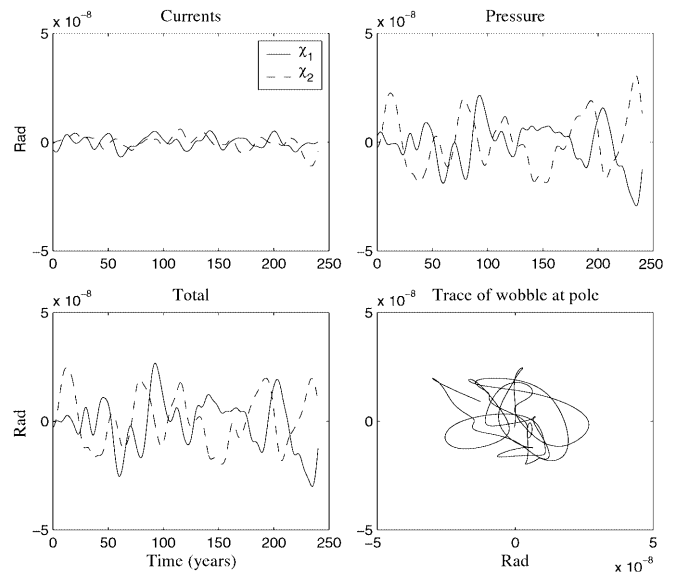 Currents
x 10⁻⁸
5
0
−5
Rad
χ₁
χ₂
0 50 100 150 200 250
Pressure
x 10⁻⁸
5
0
−5
0 50 100 150 200 250
Total
x 10⁻⁸
5
0
−5
Rad
0 50 100 150 200 250
Time (years)
Trace of wobble at pole
x 10⁻⁸
5
0
−5
−5 0 5
Rad
x 10⁻⁸